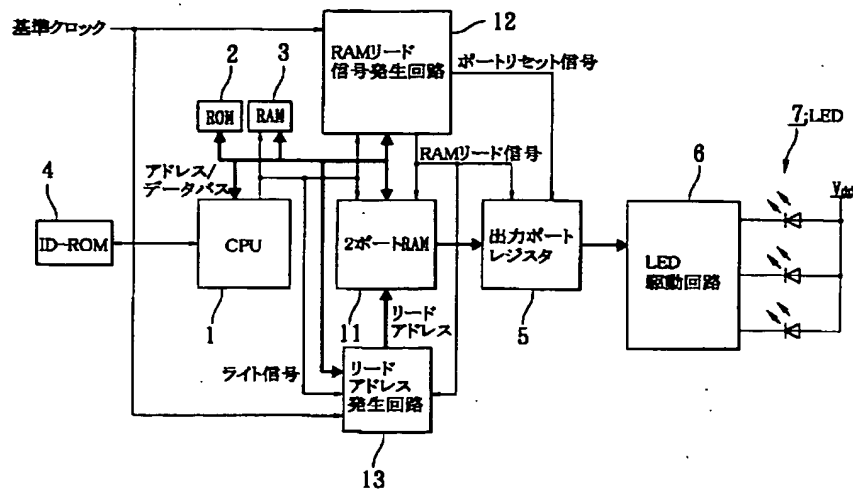 基準クロック
12
RAMリード
信号発生回路
ポートリセット信号
2
3
ROM
RAM
7;LED
RAMリード信号
6
アドレス/
データバス
Vdd
4
ID-ROM
CPU
2ポートRAM
出力ポート
レジスタ
LED
駆動回路
1
11
リード
アドレス
5
ライト信号
リード
アドレス
発生回路
13